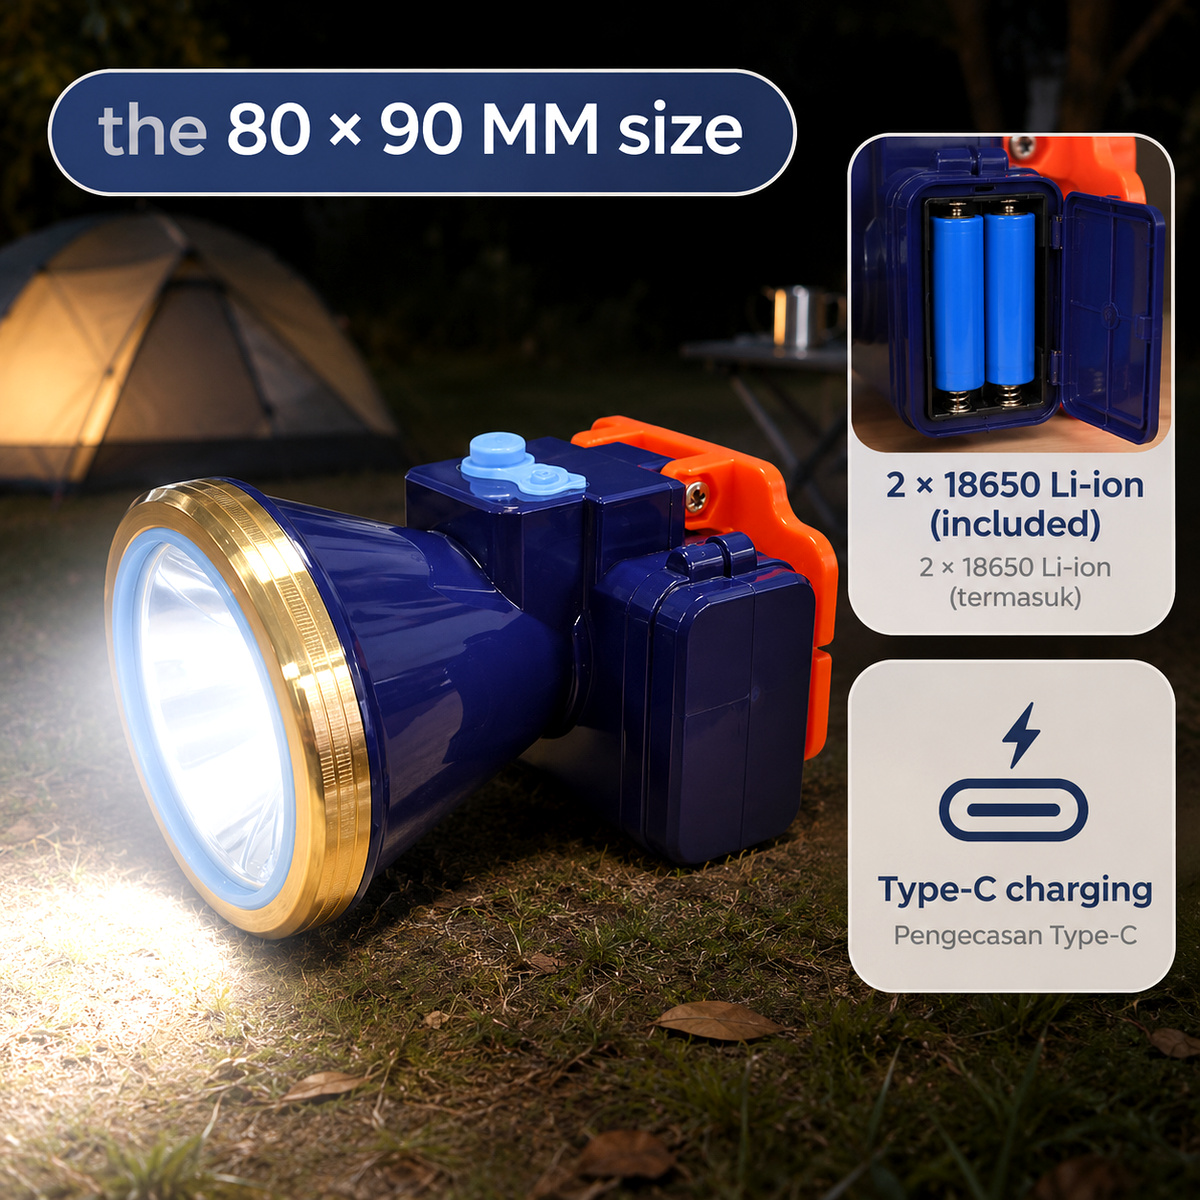 the 80 × 90 MM size
2 × 18650 Li-ion
(included)
2 × 18650 Li-ion
(termasuk)
Type-C charging
Pengecasan Type-C